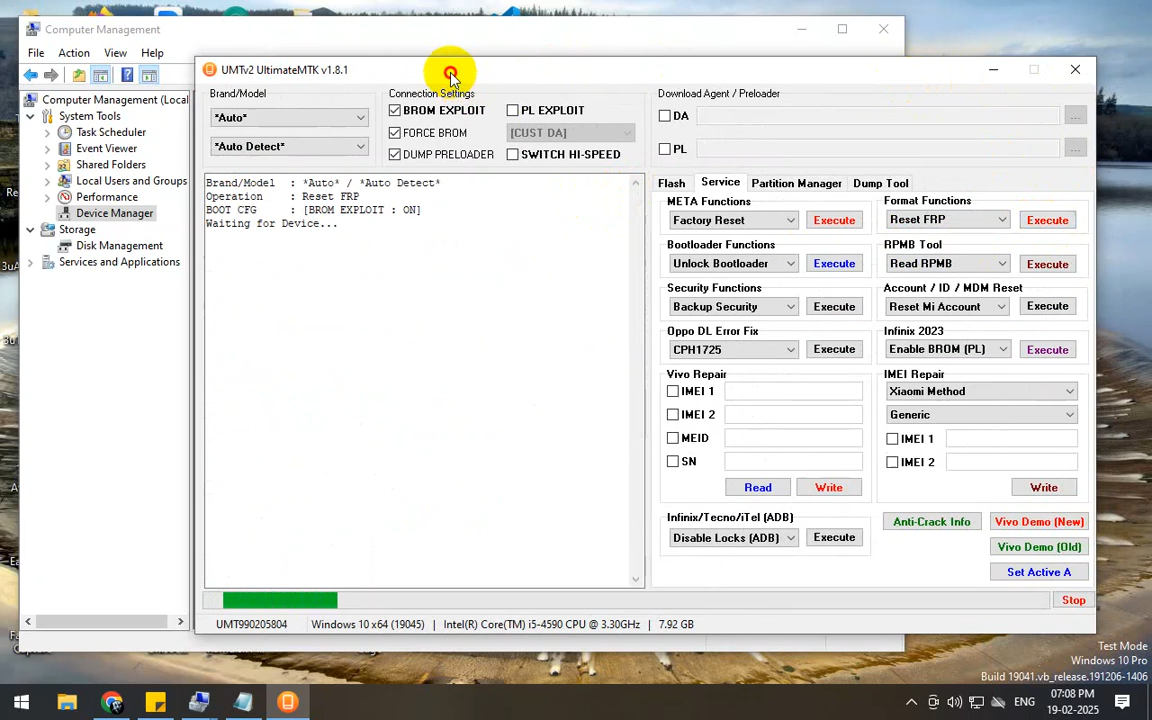 Computer Management
File Action View Help
Computer Management (Local
System Tools
Task Scheduler
Event Viewer
Shared Folders
Local Users and Groups
Performance
Device Manager
Storage
Disk Management
Services and Applications
UMTv2 UltimateMTK v1.8.1
Brand/Model
*Auto*
*Auto Detect*
Connection Settings
BROM EXPLOIT PL EXPLOIT
FORCE BROM [CUST DA]
DUMP PRELOADER SWITCH HI-SPEED
Download Agent / Preloader
DA ...
PL ...
Brand/Model : *Auto* / *Auto Detect*
Operation : Reset FRP
BOOT CFG : [BROM EXPLOIT : ON]
Waiting for Device...
Flash Service Partition Manager Dump Tool
META Functions
Factory Reset Execute
Format Functions
Reset FRP Execute
Bootloader Functions
Unlock Bootloader Execute
RPMB Tool
Read RPMB Execute
Security Functions
Backup Security Execute
Account / ID / MDM Reset
Reset Mi Account Execute
Oppo DL Error Fix
CPH1725 Execute
Infinix 2023
Enable BROM (PL) Execute
Vivo Repair
IMEI 1
IMEI 2
MEID
SN
Read Write
IMEI Repair
Xiaomi Method
Generic
IMEI 1
IMEI 2
Write
Infinix/Tecno/iTel (ADB)
Disable Locks (ADB) Execute
Anti-Crack Info Vivo Demo (New)
Vivo Demo (Old)
Set Active A
Stop
UMT990205804 Windows 10 x64 (19045) Intel(R) Core(TM) i5-4590 CPU @ 3.30GHz 7.92 GB
Test Mode
Windows 10 Pro
Build 19041.vb_release.191206-1406
ENG
07:08 PM
19-02-2025